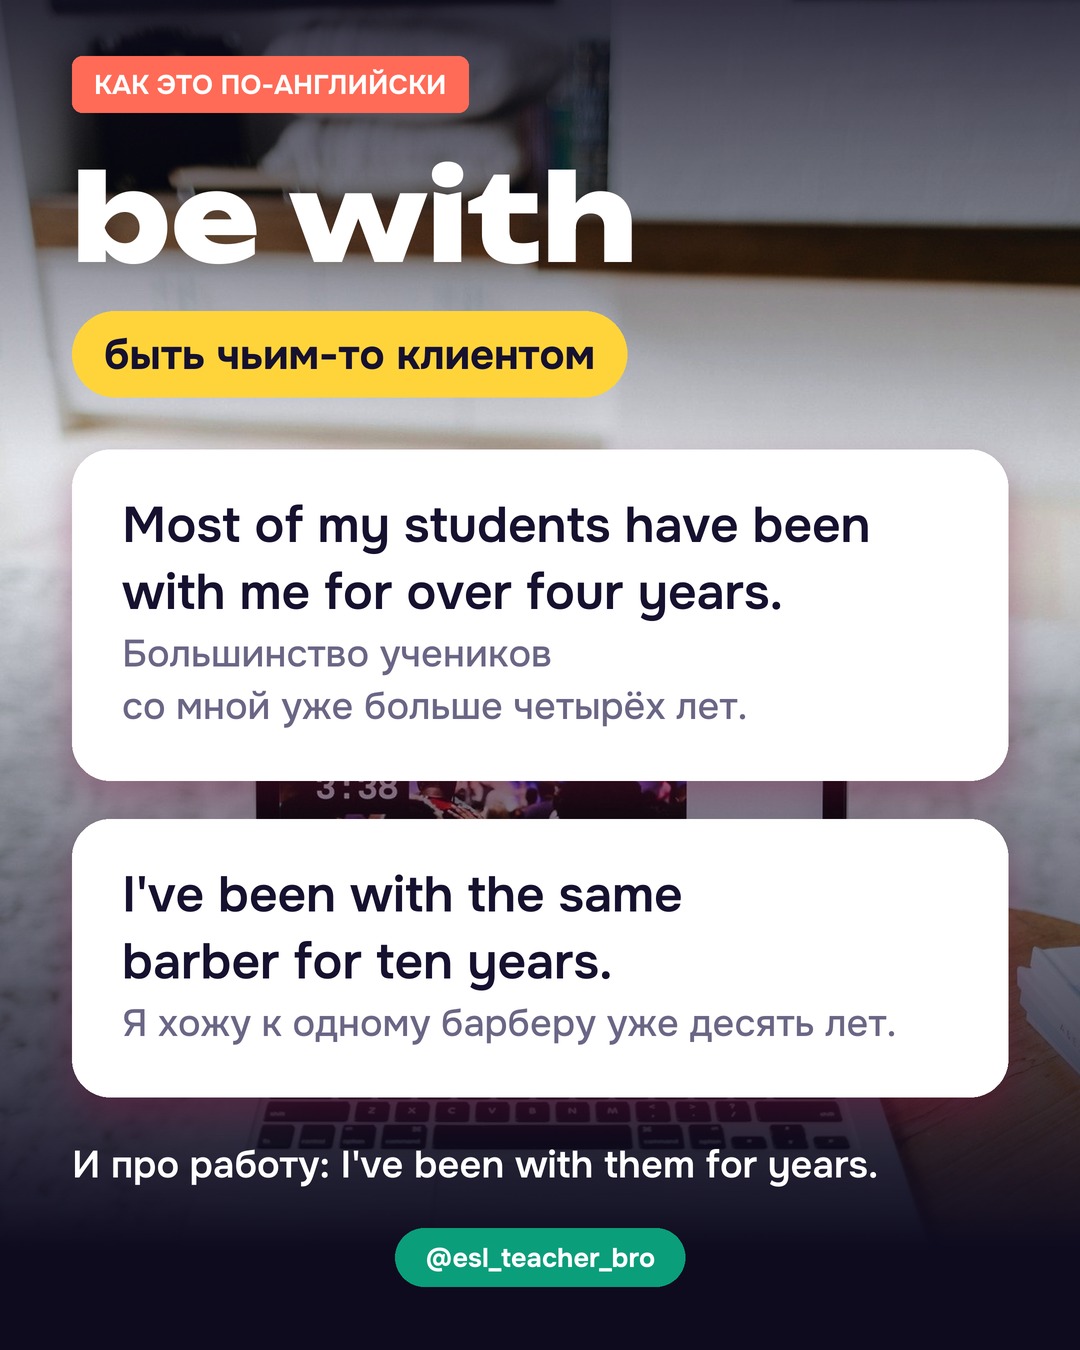 КАК ЭТО ПО-АНГЛИЙСКИ
be with
быть чьим-то клиентом
Most of my students have been
with me for over four years.
Большинство учеников
со мной уже больше четырёх лет.
3:38
I've been with the same
barber for ten years.
Я хожу к одному барберу уже десять лет.
Z X C V B N M
И про работу: I've been with them for years.
@esl_teacher_bro